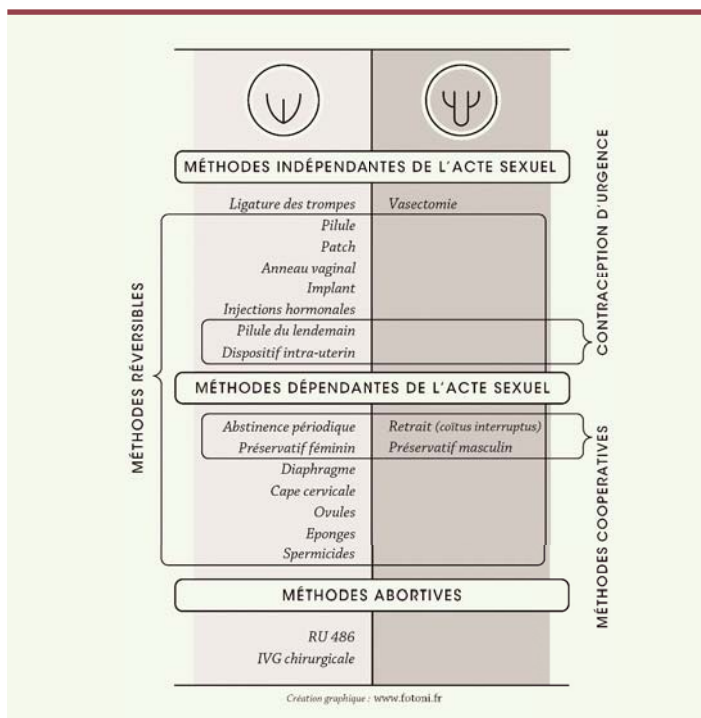 MÉTHODES INDÉPENDANTES DE L'ACTE SEXUEL
Ligature des trompes
Vasectomie
Pilule
Patch
Anneau vaginal
Implant
Injections hormonales
Pilule du lendemain
Dispositif intra-uterin
CONTRACEPTION D'URGENCE
MÉTHODES RÉVERSIBLES
MÉTHODES DÉPENDANTES DE L'ACTE SEXUEL
Abstinence périodique
Retrait (coïtus interruptus)
Préservatif féminin
Préservatif masculin
Diaphragme
Cape cervicale
Ovules
Eponges
Spermicides
MÉTHODES COOPERATIVES
MÉTHODES ABORTIVES
RU 486
IVG chirurgicale
Création graphique : www.fotoni.fr